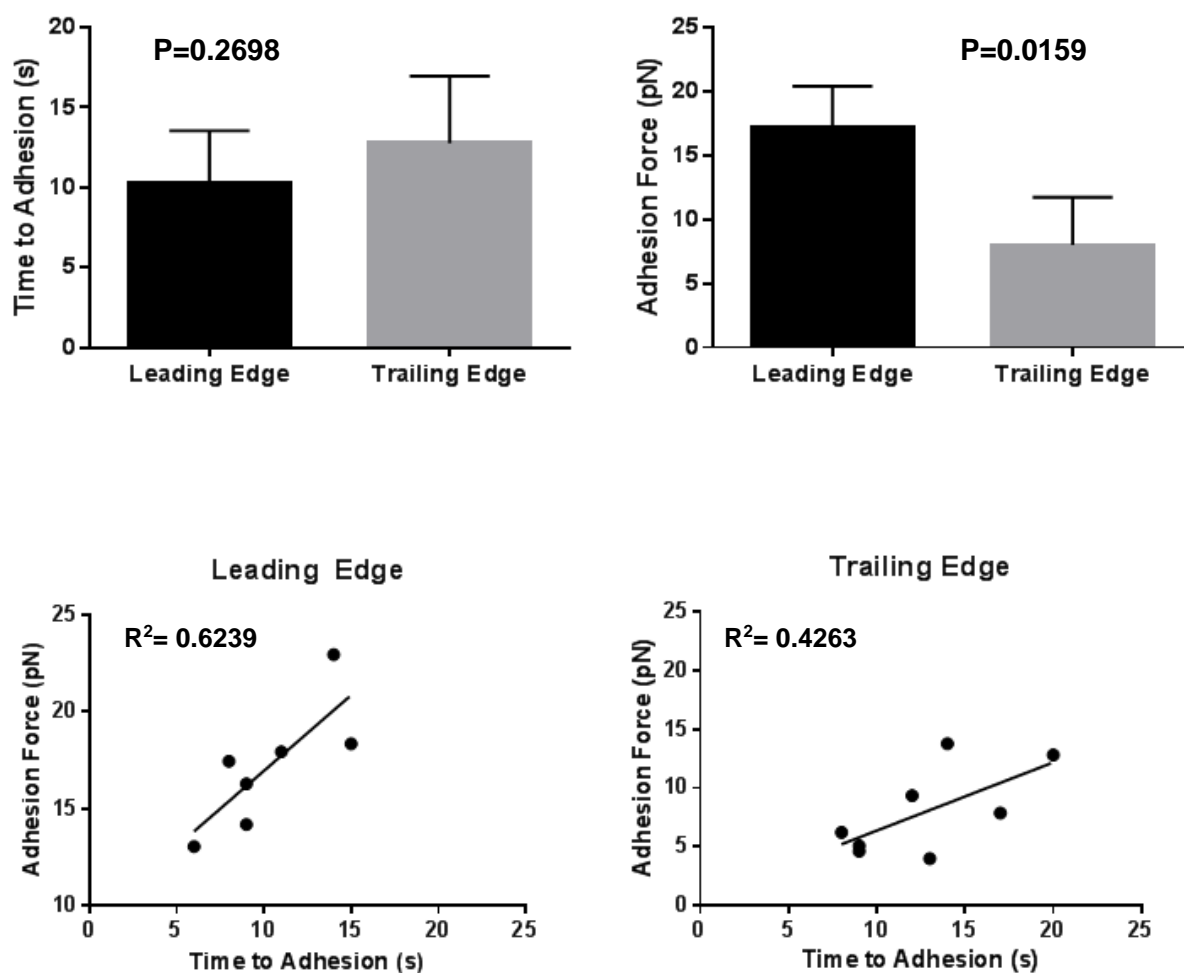 P=0.2698
Time to Adhesion (s)
20
15
10
5
0
Leading Edge Trailing Edge
P=0.0159
Adhesion Force (pN)
25
20
15
10
5
0
Leading Edge Trailing Edge
Leading Edge
R²= 0.6239
Adhesion Force (pN)
25
20
15
10
0 5 10 15 20 25
Time to Adhesion (s)
Trailing Edge
R²= 0.4263
Adhesion Force (pN)
25
20
15
10
5
0
0 5 10 15 20 25
Time to Adhesion (s)